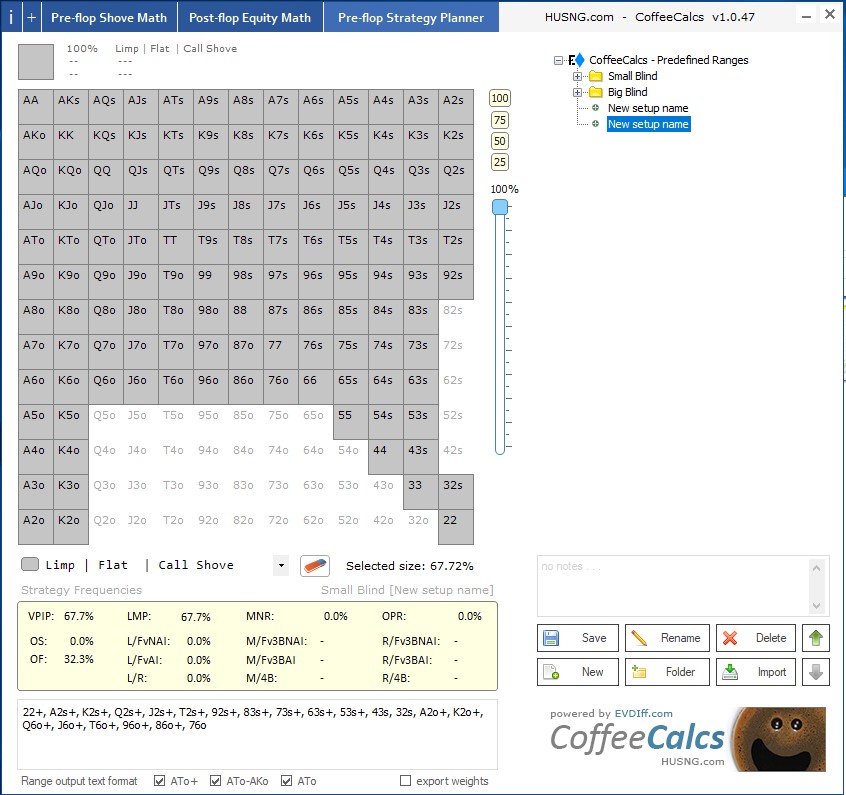 i + Pre-flop Shove Math Post-flop Equity Math Pre-flop Strategy Planner HUSNG.com - CoffeeCalcs v1.0.47
100% Limp | Flat | Call Shove
-- ---
-- ---
AA AKs AQs AJs ATs A9s A8s A7s A6s A5s A4s A3s A2s
AKo KK KQs KJs KTs K9s K8s K7s K6s K5s K4s K3s K2s
AQo KQo QQ QJs QTs Q9s Q8s Q7s Q6s Q5s Q4s Q3s Q2s
AJo KJo QJo JJ JTs J9s J8s J7s J6s J5s J4s J3s J2s
ATo KTo QTo JTo TT T9s T8s T7s T6s T5s T4s T3s T2s
A9o K9o Q9o J9o T9o 99 98s 97s 96s 95s 94s 93s 92s
A8o K8o Q8o J8o T8o 98o 88 87s 86s 85s 84s 83s 82s
A7o K7o Q7o J7o T7o 97o 87o 77 76s 75s 74s 73s 72s
A6o K6o Q6o J6o T6o 96o 86o 76o 66 65s 64s 63s 62s
A5o K5o Q5o J5o T5o 95o 85o 75o 65o 55 54s 53s 52s
A4o K4o Q4o J4o T4o 94o 84o 74o 64o 54o 44 43s 42s
A3o K3o Q3o J3o T3o 93o 83o 73o 63o 53o 43o 33 32s
A2o K2o Q2o J2o T2o 92o 82o 72o 62o 52o 42o 32o 22
100
75
50
25
100%
CoffeeCalcs - Predefined Ranges
Small Blind
Big Blind
New setup name
New setup name
Limp | Flat | Call Shove Selected size: 67.72%
Strategy Frequencies Small Blind [New setup name]
VPIP: 67.7% LMP: 67.7% MNR: 0.0% OPR: 0.0%
OS: 0.0% L/FvNAI: 0.0% M/Fv3BNAI: - R/Fv3BNAI: -
OF: 32.3% L/FvAI: 0.0% M/Fv3BAI - R/Fv3BAI: -
L/R: 0.0% M/4B: - R/4B: -
22+, A2s+, K2s+, Q2s+, J2s+, T2s+, 92s+, 83s+, 73s+, 63s+, 53s+, 43s, 32s, A2o+, K2o+,
Q6o+, J6o+, T6o+, 96o+, 86o+, 76o
Range output text format ATo+ ATo-AKo ATo export weights
no notes . . .
Save Rename Delete
New Folder Import
powered by EVDIff.com
CoffeeCalcs
HUSNG.com